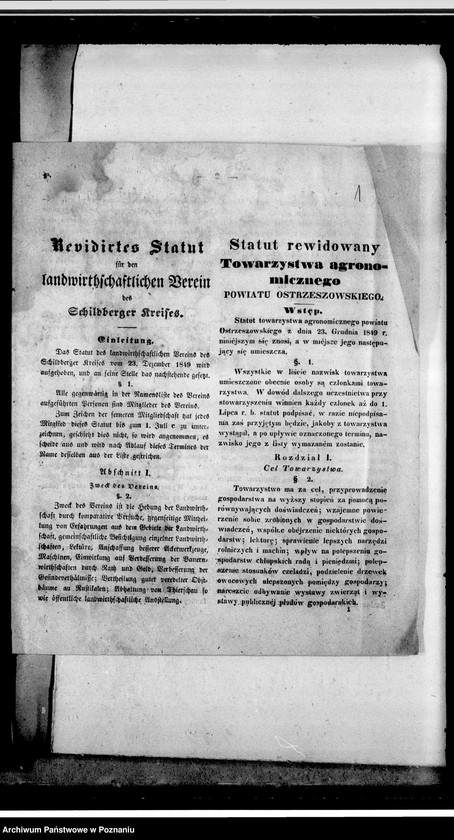 1
Revidirtes Statut
für den
landwirthschaftlichen Verein
des
Schildberger Kreises.
Einleitung.
Das Statut des landwirthschaftlichen Vereins des
Schildberger Kreises vom 23. Dezember 1849 wird
aufgehoben, und an seine Stelle das nachstehende gesetzt.
§ 1.
Alle gegenwärtig in der Namensliste des Vereins
aufgeführten Personen sind Mitglieder des Vereins.
Zum Zeichen der ferneren Mitgliedschaft hat jedes
Mitglied dieses Statut bis zum 1. Juli c zu unter-
zeichnen; geschieht dies nicht, so wird angenommen, es
scheide aus und wird nach Ablauf dieses Termines der
Name desselben aus der Liste gestrichen.
Abschnitt I.
Zweck des Vereins.
§. 2.
Zweck des Vereins ist die Hebung der Landwirth-
schaft durch komparative Versuche, gegenseitige Mitthei-
lung von Erfahrungen aus dem Gebiete der Landwirth-
schaft, gemeinschaftliche Besichtigung einzelner Landwirth-
schaften, Lektüre, Anschaffung besserer Ackerwerkzeuge,
Maschinen, Einwirkung auf Verbesserung der Bauern-
wirthschaften durch Rath und Geld, Verbesserung der
Gesindeverhältnisse; Vertheilung guter veredelter Obst-
bäume an Rustikalen; Abhaltung von Thierschau so
wie öffentliche landwirthschaftliche Ausstellung.
Statut rewidowany
Towarzystwa agrono-
micznego
POWIATU OSTRZESZOWSKIEGO.
Wstęp.
Statut towarzystwa agronomicznego powiatu
Ostrzeszowskiego z dnia 23. Grudnia 1849 r.
niniejszym się znosi, a w miejsce jego następu-
jący się umieszcza.
§. 1.
Wszystkie w liście nazwisk towarzystwa
umieszczone obecnie osoby są członkami towa-
rzystwa. W dowód dalszego uczestnictwa przy
stowarzyszeniu winien każdy członek aż do 1.
Lipca r. b. statut podpisać, w razie niepodpisa-
nia zaś przyjętym będzie, jakoby z towarzystwa
wystąpił, a po upływie oznaczonego terminu, na-
zwisko jego z listy wymazaném zostanie.
Rozdział I.
Cel Towarzystwa.
§ 2.
Towarzystwo ma za cel, przyprowadzenie
gospodarstwa na wyższy stopień za pomocą po-
równywających doświadczeń; wzajemne powie-
rzenie sobie zrobionych w gospodarstwie doś-
wiadczeń, wspólne obéjrzenie niektórych gospo-
darstw; lekturę; sprawienie lepszych narzędzi
rolniczych i machin; wpływ na polepszenie go-
spodarstw chłopskich radą i pieniędzmi; polep-
szenie stosunków czeladzi, podzielenie drzewek
owocowych ulepszonych pomiędzy gospodarzy;
nareszcie odbywanie wystawy zwierząt i wy-
stawy publicznéj płodów gospodarskich.
1
Archiwum Państwowe w Poznaniu